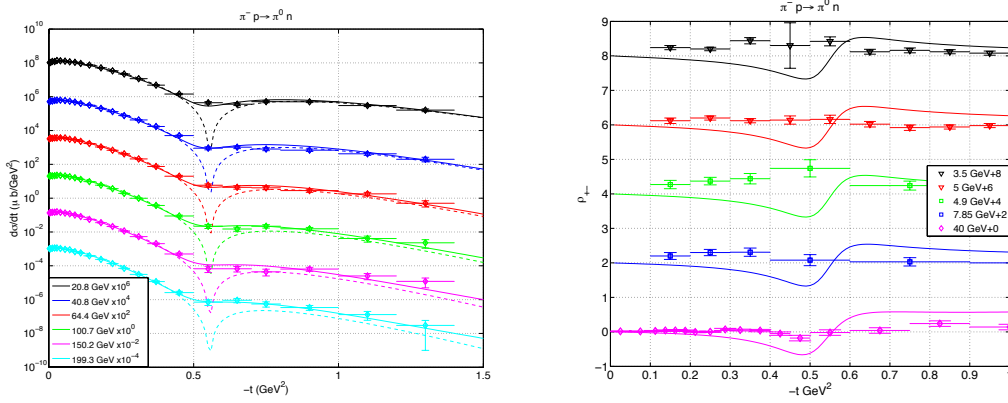 π⁻ p→ π⁰ n
10¹⁰
10⁸
10⁶
10⁴
10²
10⁰
10⁻²
10⁻⁴
10⁻⁶
10⁻⁸
10⁻¹⁰
dσ/dt (μ b/GeV²)
20.8 GeV x10⁶
40.8 GeV x10⁴
64.4 GeV x10²
100.7 GeV x10⁰
150.2 GeV x10⁻²
199.3 GeV x10⁻⁴
0 0.5 1 1.5
−t (GeV²)
π⁻ p→ π⁰ n
9
8
7
6
5
4
3
2
1
0
−1
3.5 GeV+8
5 GeV+6
4.9 GeV+4
7.85 GeV+2
40 GeV+0
0 0.1 0.2 0.3 0.4 0.5 0.6 0.7 0.8 0.9 1
−t GeV²